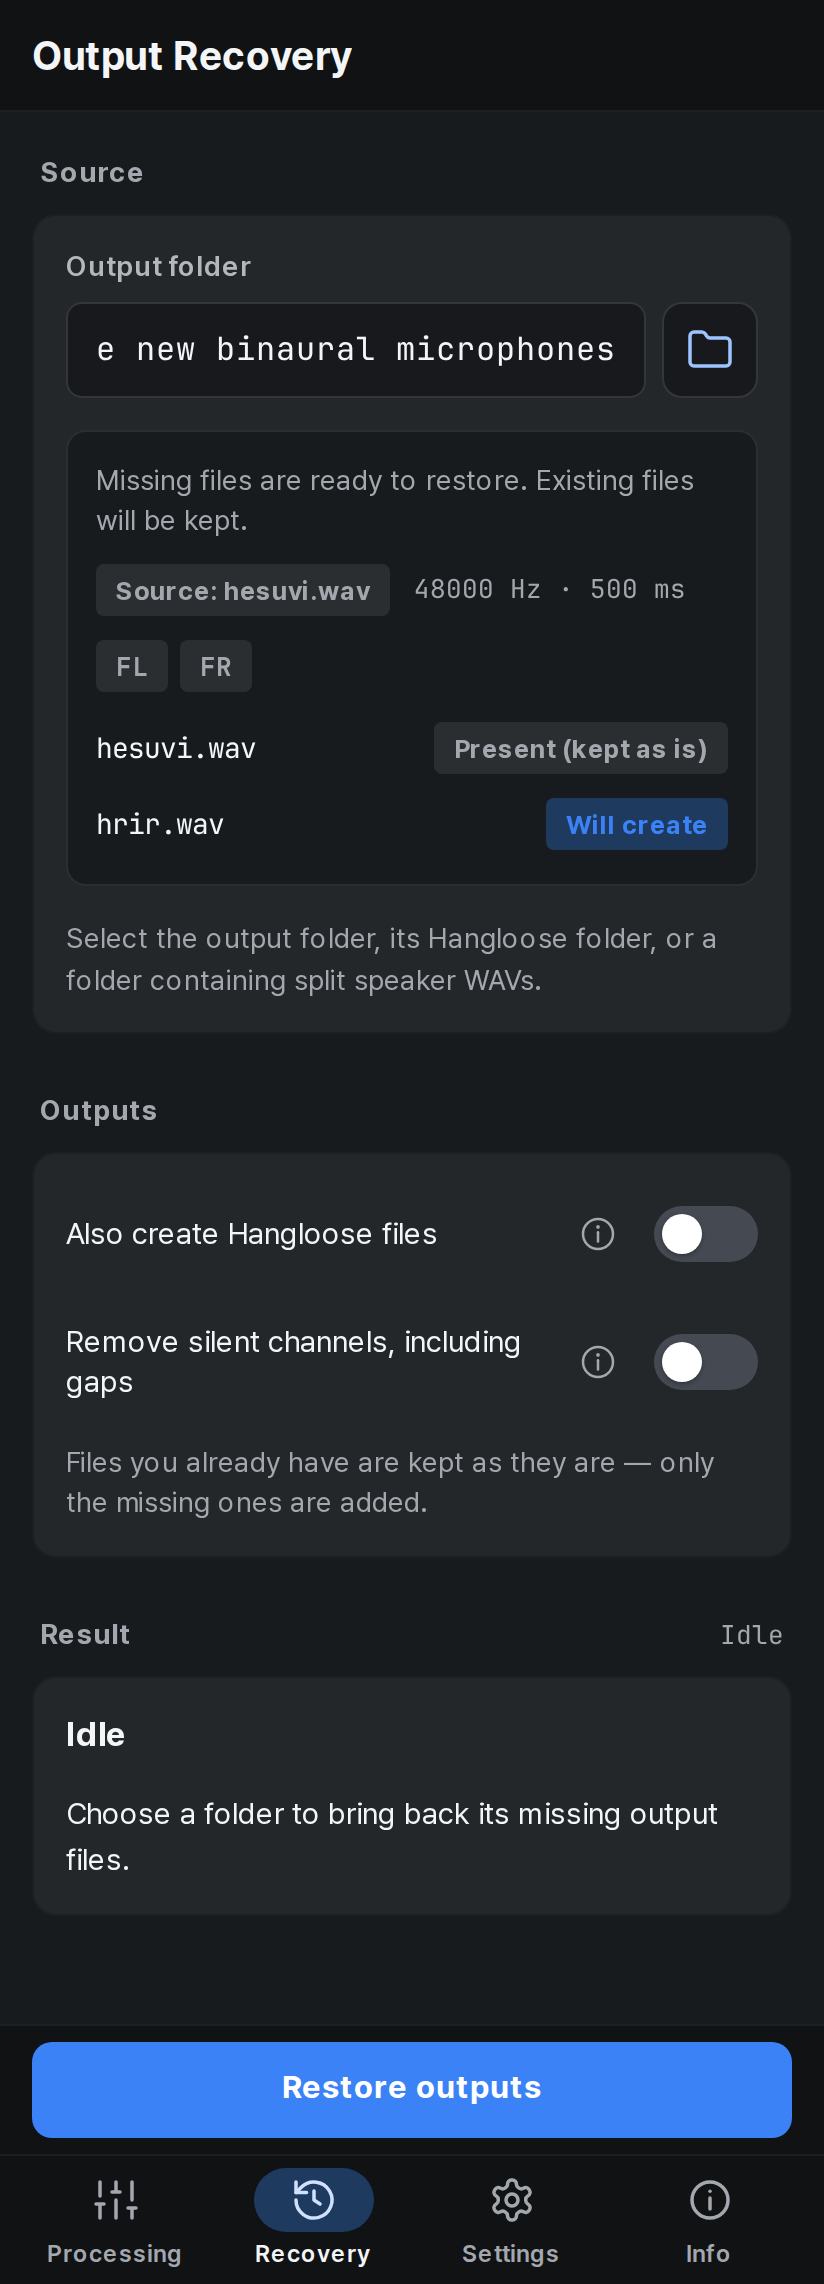 Output Recovery
Source
Output folder
e new binaural microphones
Missing files are ready to restore. Existing files
will be kept.
Source: hesuvi.wav 48000 Hz · 500 ms
FL FR
hesuvi.wav Present (kept as is)
hrir.wav Will create
Select the output folder, its Hangloose folder, or a
folder containing split speaker WAVs.
Outputs
Also create Hangloose files
Remove silent channels, including
gaps
Files you already have are kept as they are — only
the missing ones are added.
Result Idle
Idle
Choose a folder to bring back its missing output
files.
Restore outputs
Processing Recovery Settings Info